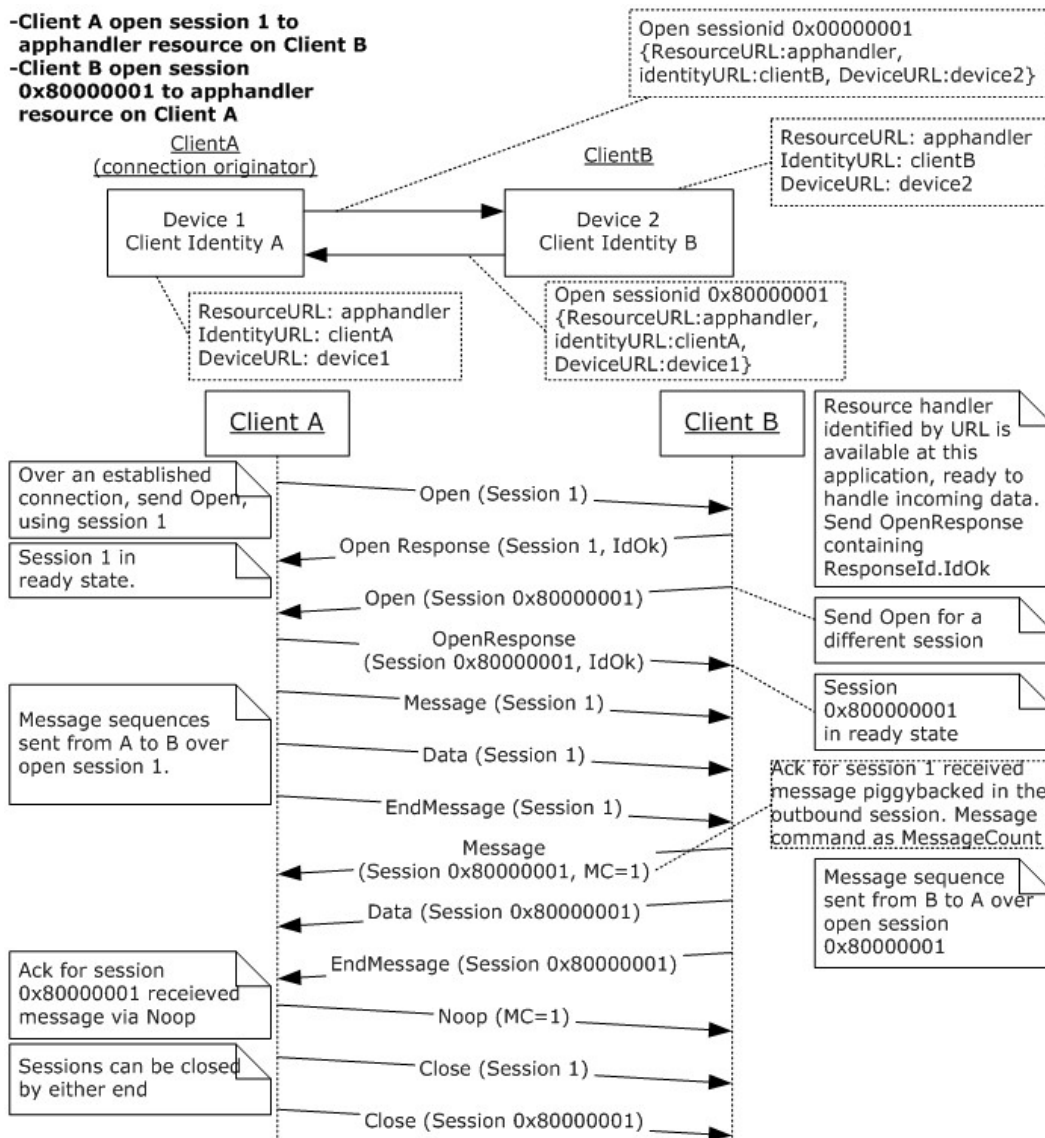 -Client A open session 1 to
apphandler resource on Client B
-Client B open session
0x80000001 to apphandler
resource on Client A
Open sessionid 0x00000001
{ResourceURL:apphandler,
identityURL:clientB, DeviceURL:device2}
ClientA
(connection originator)
ClientB
ResourceURL: apphandler
IdentityURL: clientB
DeviceURL: device2
Device 1
Client Identity A
Device 2
Client Identity B
ResourceURL: apphandler
IdentityURL: clientA
DeviceURL: device1
Open sessionid 0x80000001
{ResourceURL:apphandler,
identityURL:clientA,
DeviceURL:device1}
Client A
Client B
Resource handler
identified by URL is
available at this
application, ready to
handle incoming data.
Send OpenResponse
containing
ResponseId.IdOk
Over an established
connection, send Open,
using session 1
Open (Session 1)
Open Response (Session 1, IdOk)
Session 1 in
ready state.
Open (Session 0x80000001)
Send Open for a
different session
OpenResponse
(Session 0x80000001, IdOk)
Session
0x800000001
in ready state
Message sequences
sent from A to B over
open session 1.
Message (Session 1)
Data (Session 1)
EndMessage (Session 1)
Ack for session 1 received
message piggybacked in the
outbound session. Message
command as MessageCount
Message
(Session 0x80000001, MC=1)
Data (Session 0x80000001)
Message sequence
sent from B to A over
open session
0x80000001
EndMessage (Session 0x80000001)
Ack for session
0x80000001 receieved
message via Noop
Noop (MC=1)
Sessions can be closed
by either end
Close (Session 1)
Close (Session 0x80000001)